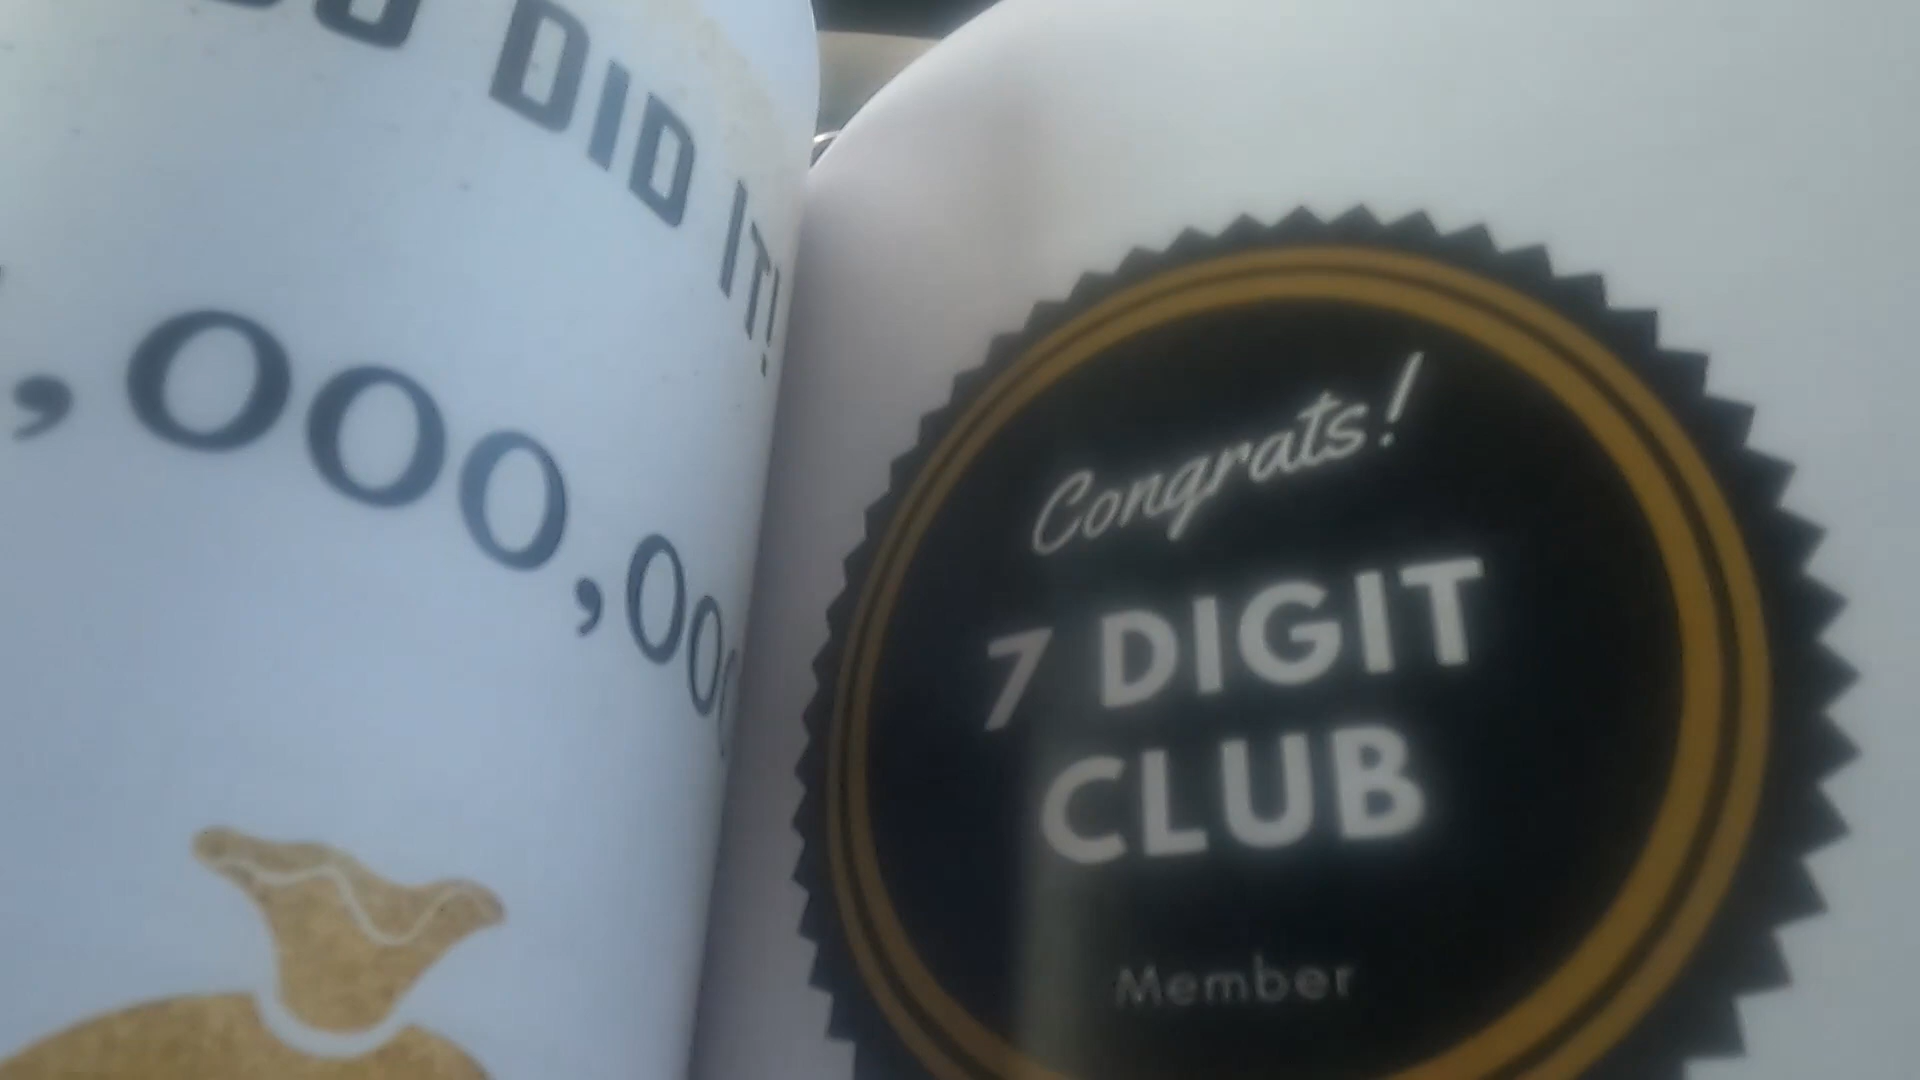 DID IT!
,000,00
Congrats!
7 DIGIT
CLUB
Member